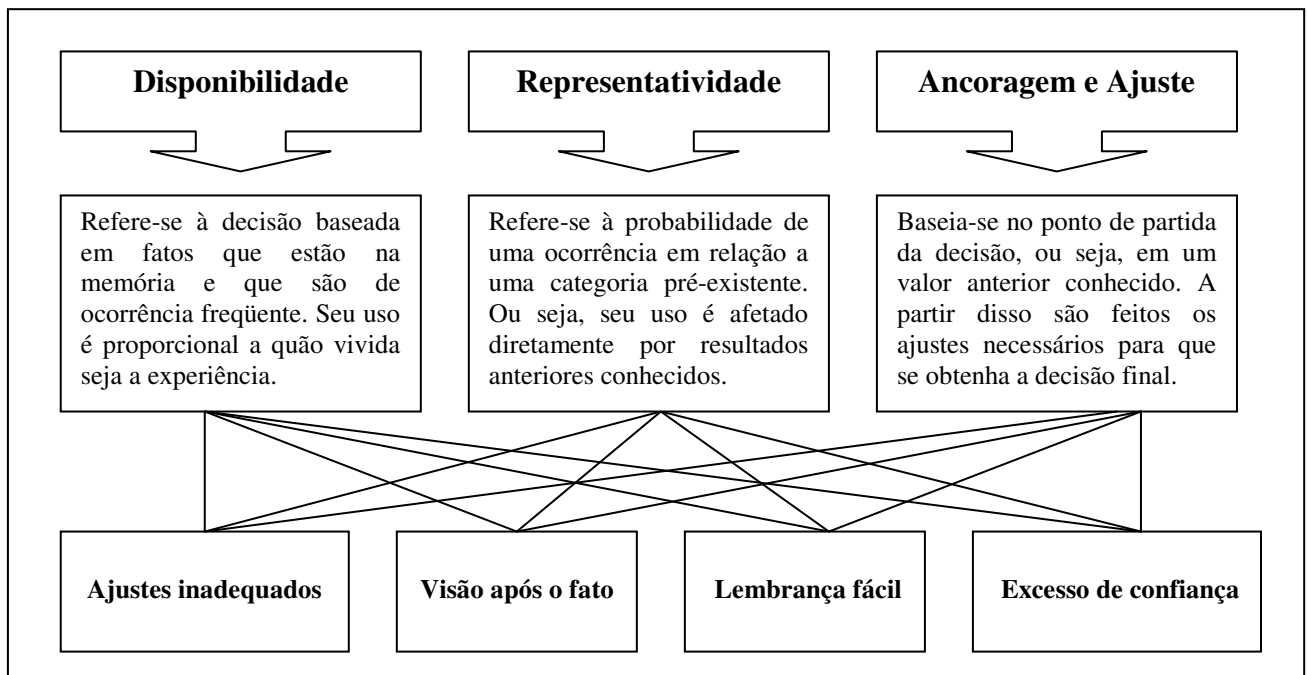 Disponibilidade
Representatividade
Ancoragem e Ajuste
Refere-se à decisão baseada
em fatos que estão na
memória e que são de
ocorrência freqüente. Seu uso
é proporcional a quão vivida
seja a experiência.
Refere-se à probabilidade de
uma ocorrência em relação a
uma categoria pré-existente.
Ou seja, seu uso é afetado
diretamente por resultados
anteriores conhecidos.
Baseia-se no ponto de partida
da decisão, ou seja, em um
valor anterior conhecido. A
partir disso são feitos os
ajustes necessários para que
se obtenha a decisão final.
Ajustes inadequados
Visão após o fato
Lembrança fácil
Excesso de confiança